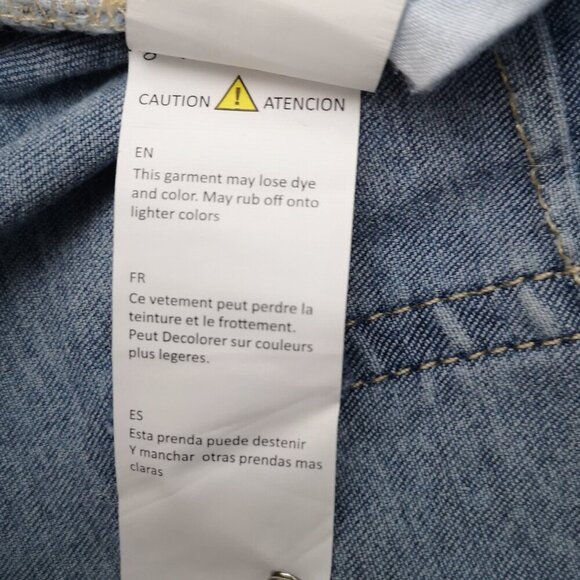 CAUTION ATENCION
EN
This garment may lose dye
and color. May rub off onto
lighter colors
FR
Ce vetement peut perdre la
teinture et le frottement.
Peut Decolorer sur couleurs
plus legeres.
ES
Esta prenda puede destenir
Y manchar otras prendas mas
claras